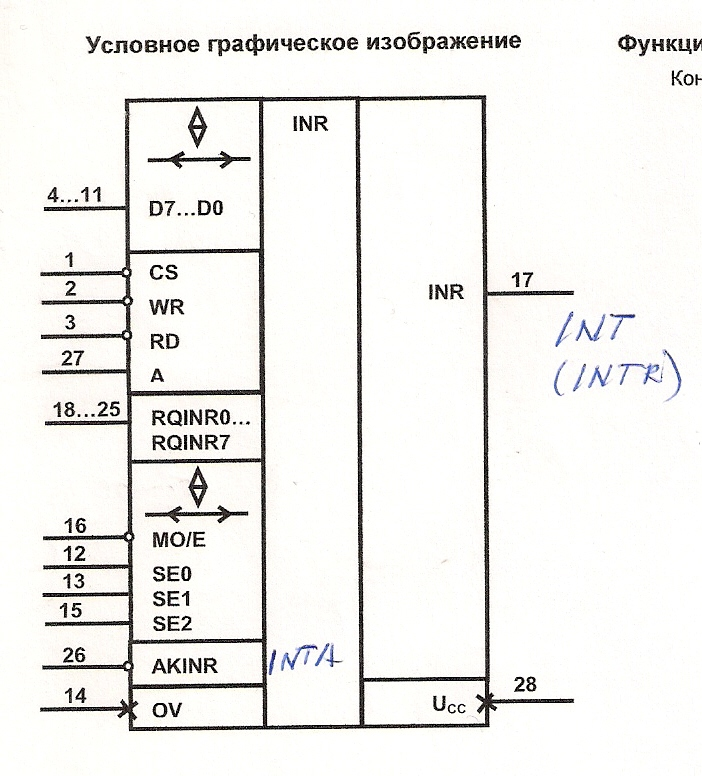 Условное графическое изображение
Функци
Кон
INR
4...11
D7...D0
1
CS
2
WR
3
RD
27
A
INR
17
INT
(INTR)
18...25
RQINR0...
RQINR7
16
MO/E
12
SE0
13
SE1
15
SE2
26
AKINR
INTA
14
OV
UCC
28